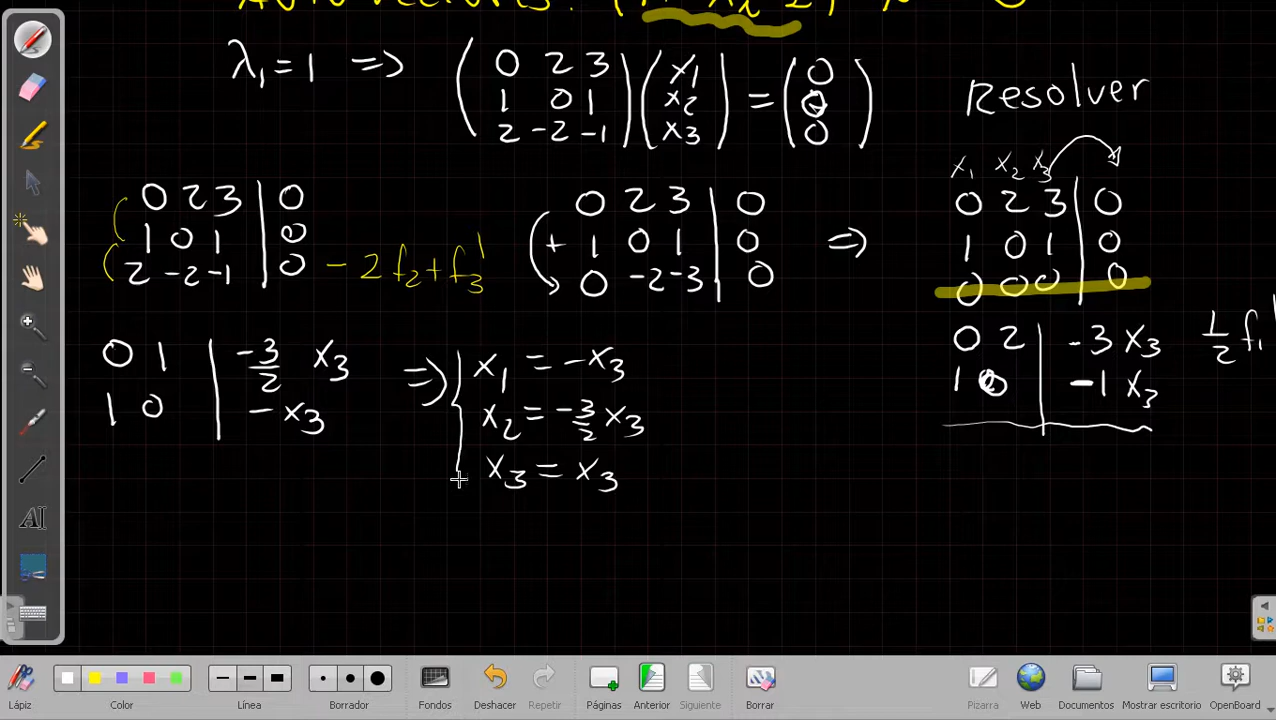 λ₁ = 1 => ( 0 2 3 | ( x₁ | = ( 0 )
1 0 1 x₂ 0
2 -2 -1 x₃ 0
Resolver
0 2 3 | 0
1 0 1 | 0
2 -2 -1 | 0 - 2f₂ + f₃'
0 2 3 | 0
+ 1 0 1 | 0 =>
0 -2 -3 | 0
x₁ x₂ x₃
0 2 3 | 0
1 0 1 | 0
0 0 0 | 0
0 2 | -3 x₃ 1/2 f₁
1 0 | -1 x₃
0 1 | -3/2 x₃ =>
1 0 | - x₃
x₁ = -x₃
x₂ = -3/2 x₃
x₃ = x₃
Lápiz
Color
Línea
Borrador
Fondos
Deshacer
Repetir
Páginas
Anterior
Siguiente
Borrar
Pizarra
Web
Documentos
Mostrar escritorio
OpenBoard